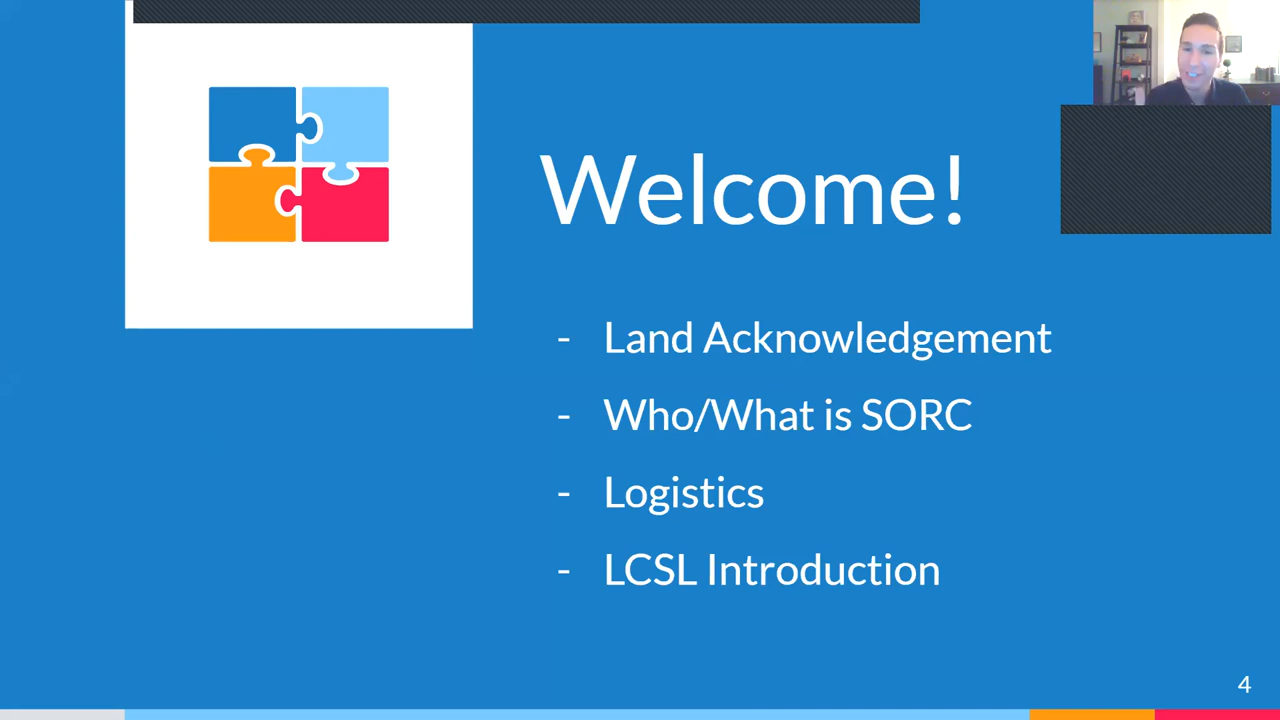 Welcome!
- Land Acknowledgement
- Who/What is SORC
- Logistics
- LCSL Introduction
4